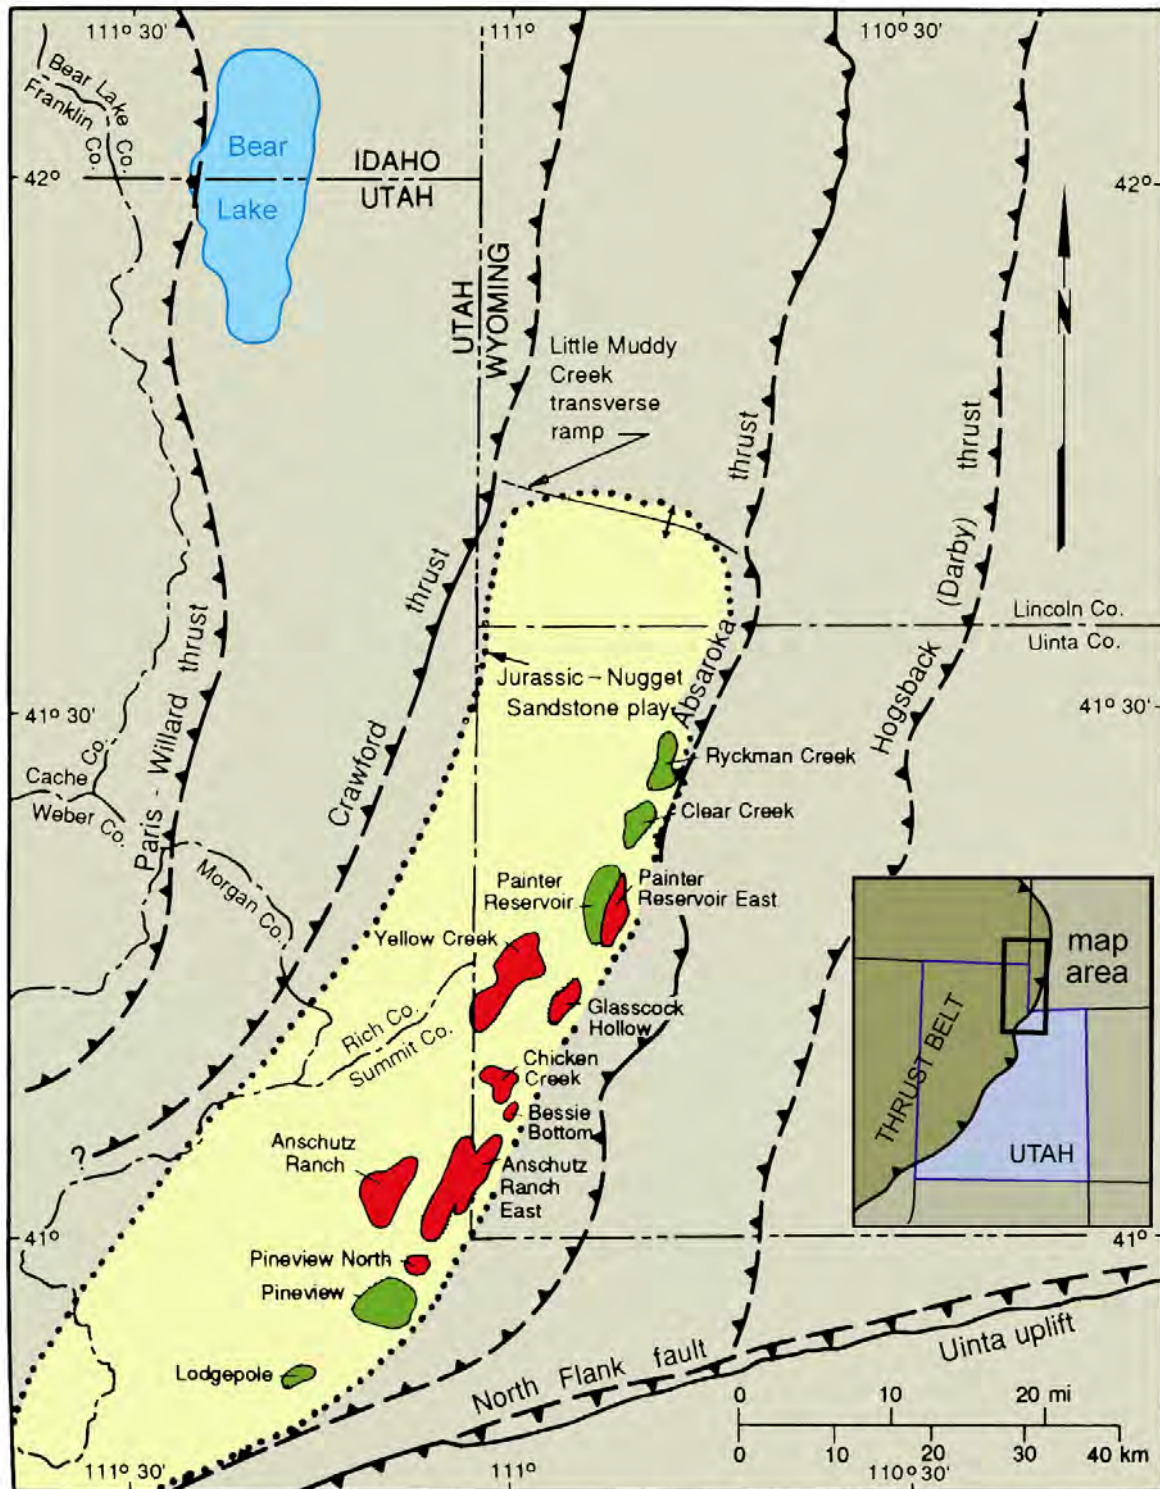 111° 30'
111°
110° 30'
Bear Lake Co.
Franklin Co.
Bear
Lake
IDAHO
UTAH
42°
42°
UTAH
WYOMING
N
Little Muddy
Creek
transverse
ramp
thrust
thrust
thrust
(Darby)
Hogsback
Lincoln Co.
Uinta Co.
Absaroka
Jurassic – Nugget
Sandstone play
41° 30'
41° 30'
Paris - Willard thrust
Crawford
Cache Co.
Weber Co.
Morgan Co.
Ryckman Creek
Clear Creek
Painter
Reservoir
Painter
Reservoir East
Yellow Creek
Glasscock
Hollow
Rich Co.
Summit Co.
Chicken
Creek
Bessie
Bottom
?
Anschutz
Ranch
Anschutz
Ranch
East
map
area
THRUST BELT
UTAH
41°
41°
Pineview North
Pineview
Lodgepole
North Flank fault
Uinta uplift
0 10 20 mi
0 10 20 30 40 km
111° 30'
111°
110° 30'